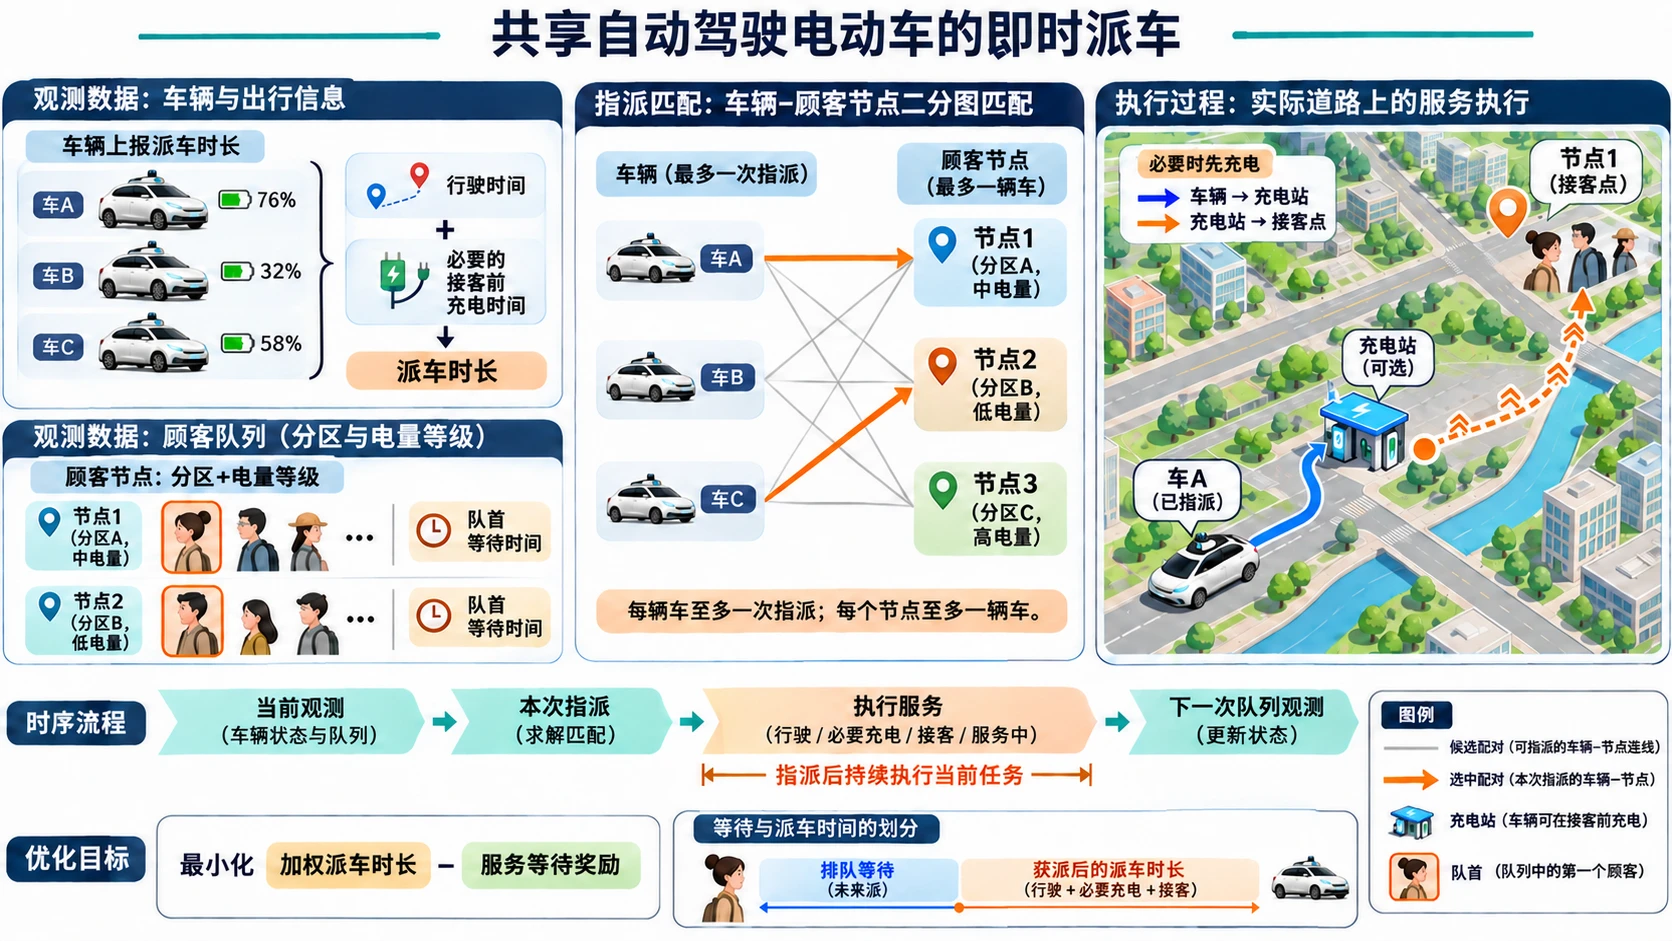 共享自动驾驶电动车的即时派车
观测数据：车辆与出行信息
车辆上报派车时长
车A
76%
车B
32%
车C
58%
行驶时间
+
必要的
接客前
充电时间
派车时长
观测数据：顾客队列（分区与电量等级）
顾客节点：分区+电量等级
节点1
（分区A，
中电量）
...
队首
等待时间
节点2
（分区B，
低电量）
...
队首
等待时间
指派匹配：车辆–顾客节点二分图匹配
车辆（最多一次指派）
顾客节点
（最多一辆车）
车A
车B
车C
节点1
（分区A，
中电量）
节点2
（分区B，
低电量）
节点3
（分区C，
高电量）
每辆车至多一次指派；每个节点至多一辆车。
执行过程：实际道路上的服务执行
必要时先充电
车辆 → 充电站
充电站 → 接客点
节点1
（接客点）
充电站
（可选）
车A
（已指派）
时序流程
当前观测
（车辆状态与队列）
本次指派
（求解匹配）
执行服务
（行驶 / 必要充电 / 接客 / 服务中）
下一次队列观测
（更新状态）
指派后持续执行当前任务
优化目标
最小化 加权派车时长 – 服务等待奖励
等待与派车时间的划分
排队等待
（未来派）
获派后的派车时长
（行驶 + 必要充电 + 接客）
图例
候选配对（可指派的车辆–节点连线）
选中配对（本次指派的车辆–节点）
充电站（车辆可在接客前充电）
队首（队列中的第一个顾客）